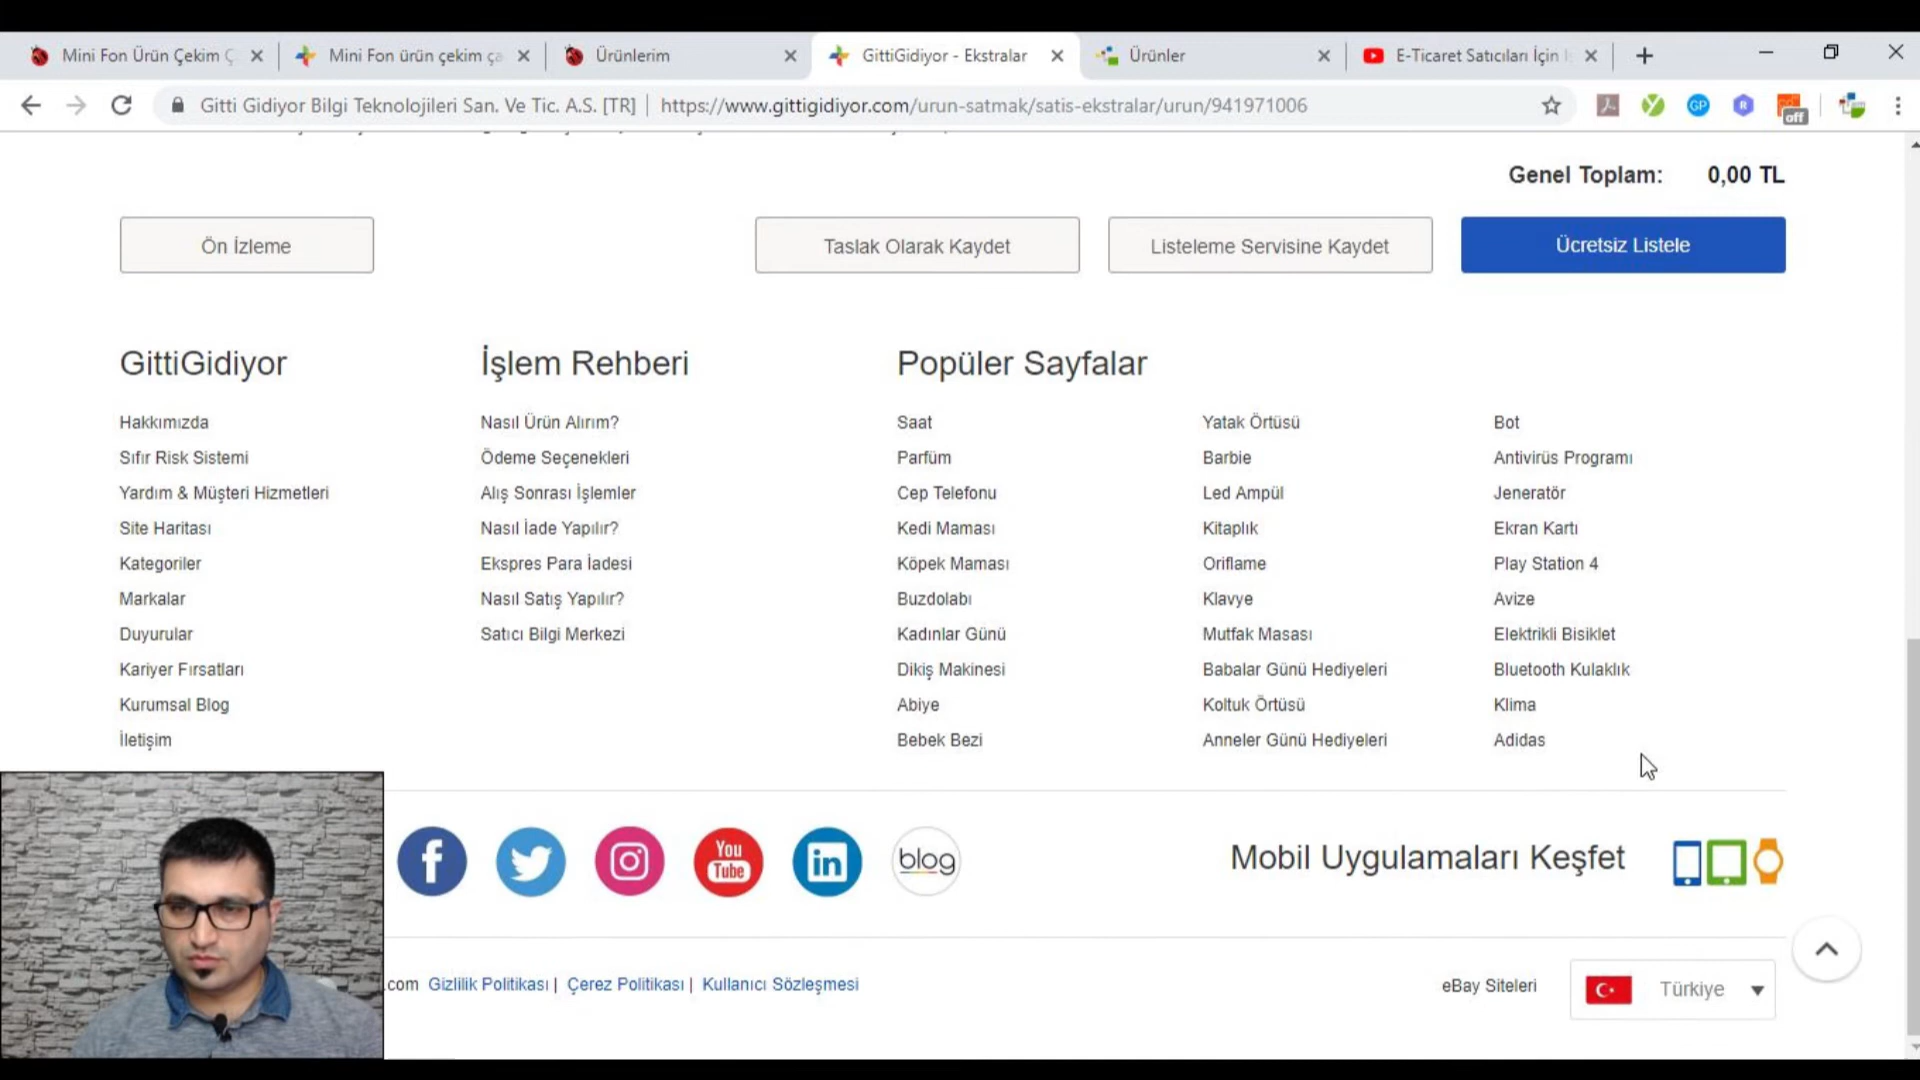 Mini Fon Ürün Çekim Ç
Mini Fon ürün çekim ça
Ürünlerim
GittiGidiyor - Ekstralar
Ürünler
E-Ticaret Satıcıları İçin
Gitti Gidiyor Bilgi Teknolojileri San. Ve Tic. A.S. [TR]
https://www.gittigidiyor.com/urun-satmak/satis-ekstralar/urun/941971006
GP
R
off
Genel Toplam: 0,00 TL
Ön İzleme
Taslak Olarak Kaydet
Listeleme Servisine Kaydet
Ücretsiz Listele
GittiGidiyor
Hakkımızda
Sıfır Risk Sistemi
Yardım & Müşteri Hizmetleri
Site Haritası
Kategoriler
Markalar
Duyurular
Kariyer Fırsatları
Kurumsal Blog
İletişim
İşlem Rehberi
Nasıl Ürün Alırım?
Ödeme Seçenekleri
Alış Sonrası İşlemler
Nasıl İade Yapılır?
Ekspres Para İadesi
Nasıl Satış Yapılır?
Satıcı Bilgi Merkezi
Popüler Sayfalar
Saat
Parfüm
Cep Telefonu
Kedi Maması
Köpek Maması
Buzdolabı
Kadınlar Günü
Dikiş Makinesi
Abiye
Bebek Bezi
Yatak Örtüsü
Barbie
Led Ampül
Kitaplık
Oriflame
Klavye
Mutfak Masası
Babalar Günü Hediyeleri
Koltuk Örtüsü
Anneler Günü Hediyeleri
Bot
Antivirüs Programı
Jeneratör
Ekran Kartı
Play Station 4
Avize
Elektrikli Bisiklet
Bluetooth Kulaklık
Klima
Adidas
You
Tube
in
blog
Mobil Uygulamaları Keşfet
.com Gizlilik Politikası | Çerez Politikası | Kullanıcı Sözleşmesi
eBay Siteleri
Türkiye